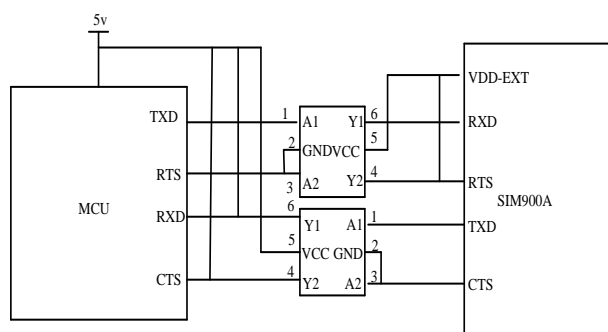 5v
MCU
TXD
RTS
RXD
CTS
1
2
3
A1 Y1
GNDVCC
A2 Y2
6
5
4
6
5
4
Y1 A1
VCC GND
Y2 A2
1
2
3
VDD-EXT
RXD
RTS
SIM900A
TXD
CTS